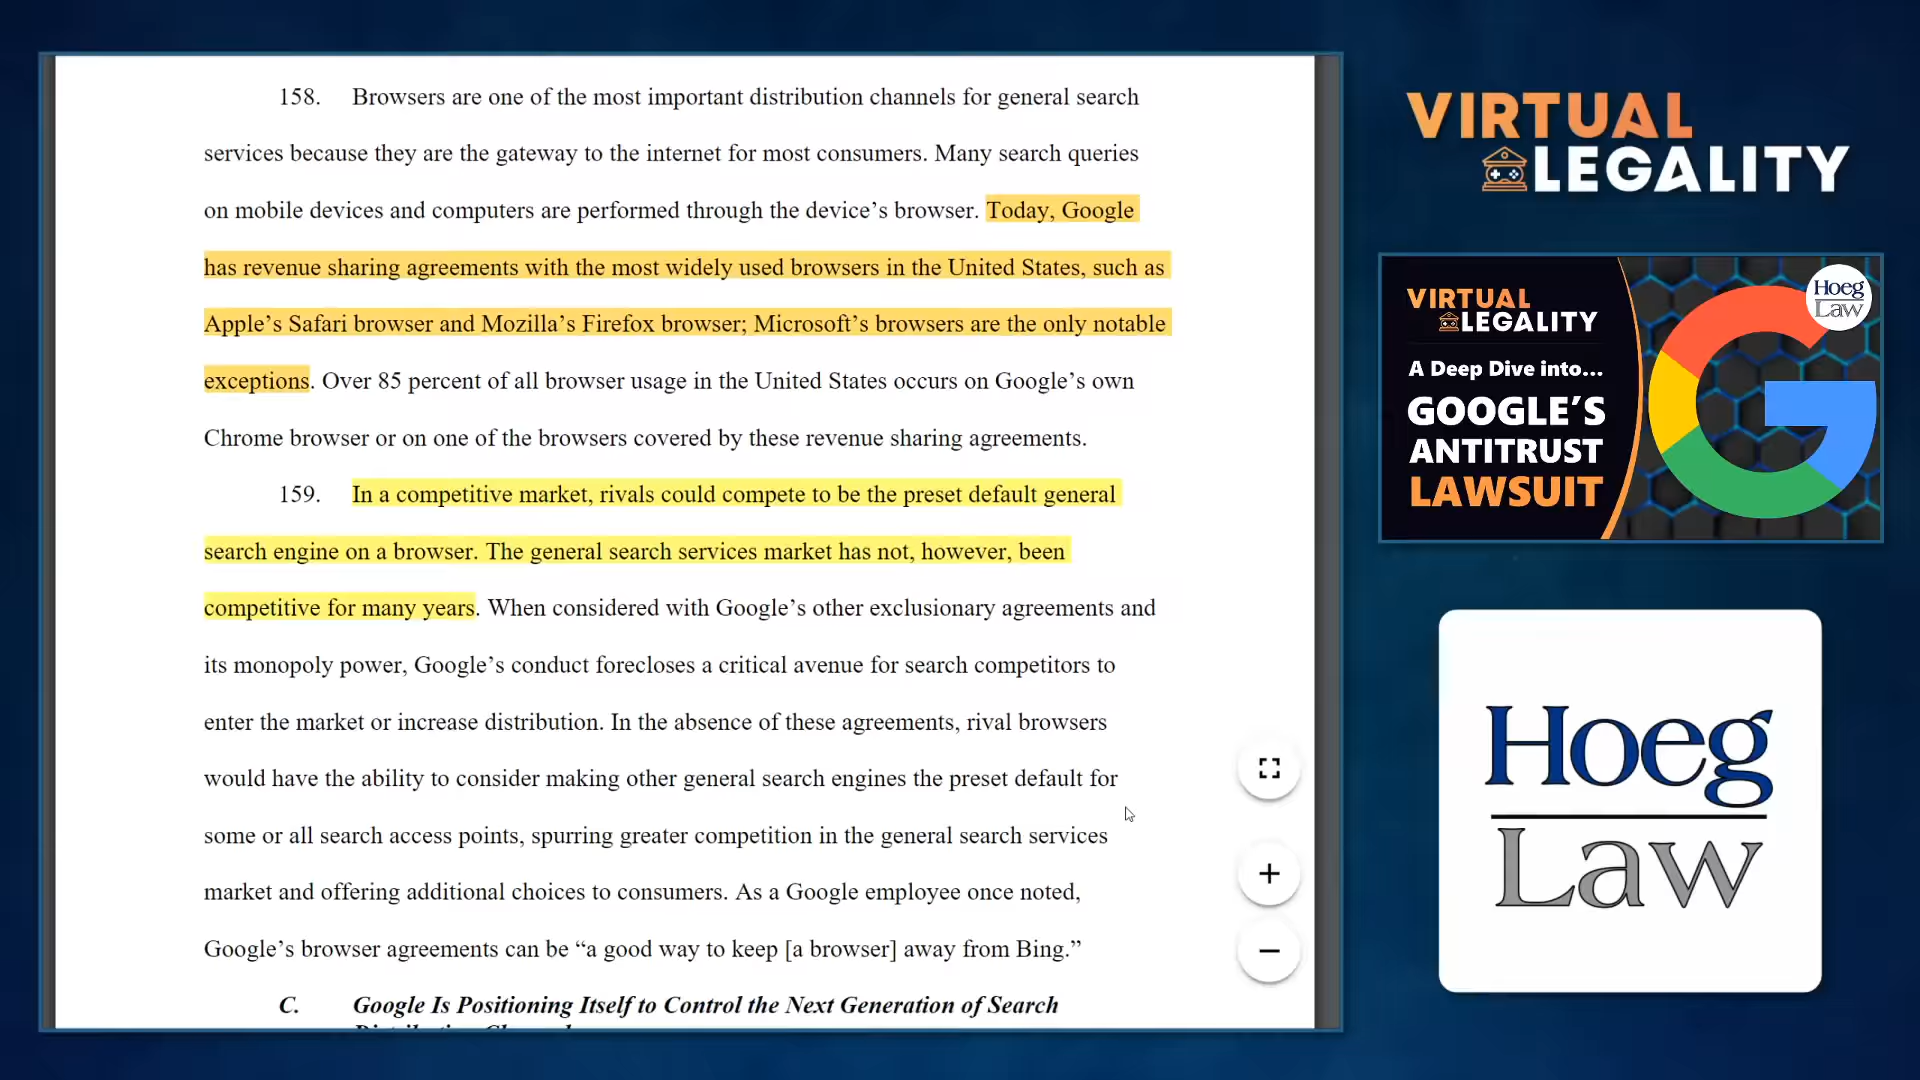 158. Browsers are one of the most important distribution channels for general search
services because they are the gateway to the internet for most consumers. Many search queries
on mobile devices and computers are performed through the device’s browser. Today, Google
has revenue sharing agreements with the most widely used browsers in the United States, such as
Apple’s Safari browser and Mozilla’s Firefox browser; Microsoft’s browsers are the only notable
exceptions. Over 85 percent of all browser usage in the United States occurs on Google’s own
Chrome browser or on one of the browsers covered by these revenue sharing agreements.
159. In a competitive market, rivals could compete to be the preset default general
search engine on a browser. The general search services market has not, however, been
competitive for many years. When considered with Google’s other exclusionary agreements and
its monopoly power, Google’s conduct forecloses a critical avenue for search competitors to
enter the market or increase distribution. In the absence of these agreements, rival browsers
would have the ability to consider making other general search engines the preset default for
some or all search access points, spurring greater competition in the general search services
market and offering additional choices to consumers. As a Google employee once noted,
Google’s browser agreements can be “a good way to keep [a browser] away from Bing.”
C. Google Is Positioning Itself to Control the Next Generation of Search
VIRTUAL
LEGALITY
VIRTUAL
LEGALITY
Hoeg
Law
A Deep Dive into...
GOOGLE’S
ANTITRUST
LAWSUIT
Hoeg
Law